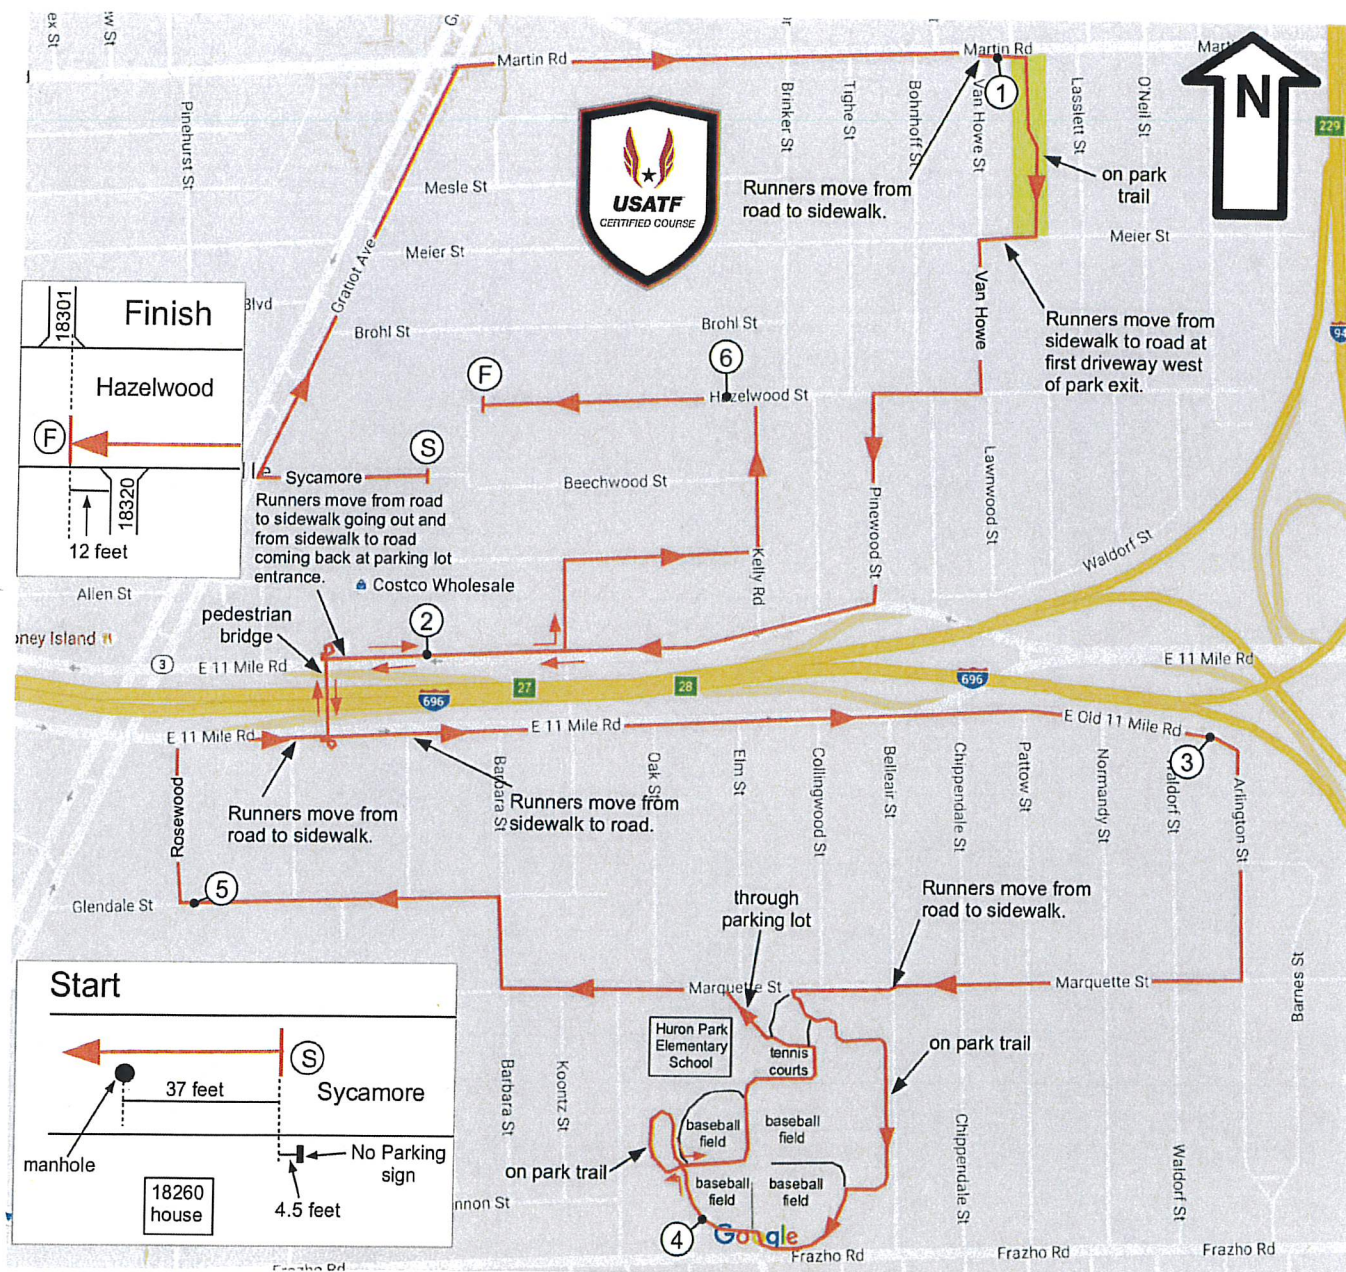 Martin Rd
Martin Rd
N
229
1
Pinehurst St
Brinker St
Tighe St
Bohnhoff St
Van Howe St
Lasslett St
O'Neil St
USATF
CERTIFIED COURSE
Runners move from
road to sidewalk.
on park
trail
Mesle St
Meier St
Meier St
Gratiot Ave
Blvd
Brohl St
Brohl St
Van Howe
Runners move from
sidewalk to road at
first driveway west
of park exit.
94
Finish
18301
Hazelwood
F
18320
12 feet
F
6
Hazelwood St
S
Sycamore
Beechwood St
Lawnwood St
Pinewood St
Waldorf St
Kelly Rd
Runners move from road
to sidewalk going out and
from sidewalk to road
coming back at parking lot
entrance.
Costco Wholesale
Allen St
pedestrian
bridge
2
oney Island
3
E 11 Mile Rd
E 11 Mile Rd
696
27
28
696
E 11 Mile Rd
E 11 Mile Rd
E Old 11 Mile Rd
3
Rosewood
Runners move from
road to sidewalk.
Barbara St
Runners move from
sidewalk to road.
Oak St
Elm St
Collingwood St
Belleair St
Chippendale St
Pattow St
Normandy St
Waldorf St
Arlington St
5
Glendale St
through
parking lot
Runners move from
road to sidewalk.
Marquette St
Marquette St
Barnes St
Start
S
37 feet
Sycamore
manhole
No Parking
sign
4.5 feet
18260
house
Huron Park
Elementary
School
tennis
courts
on park trail
Barbara St
Koontz St
baseball
field
baseball
field
on park trail
baseball
field
baseball
field
Chippendale St
Waldorf St
nnon St
4
Google
Frazho Rd
Frazho Rd
Frazho Rd
Frazho Rd